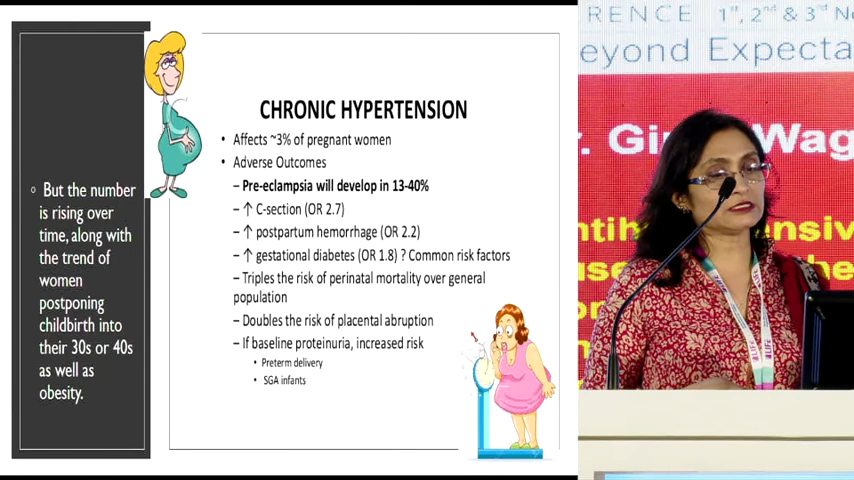 But the number
is rising over
time, along with
the trend of
women
postponing
childbirth into
their 30s or 40s
as well as
obesity.
CHRONIC HYPERTENSION
• Affects ~3% of pregnant women
• Adverse Outcomes
– Pre-eclampsia will develop in 13-40%
– ↑ C-section (OR 2.7)
– ↑ postpartum hemorrhage (OR 2.2)
– ↑ gestational diabetes (OR 1.8) ? Common risk factors
– Triples the risk of perinatal mortality over general
population
– Doubles the risk of placental abruption
– If baseline proteinuria, increased risk
• Preterm delivery
• SGA infants
RENCE 1st, 2nd & 3rd N
eyond Expecta